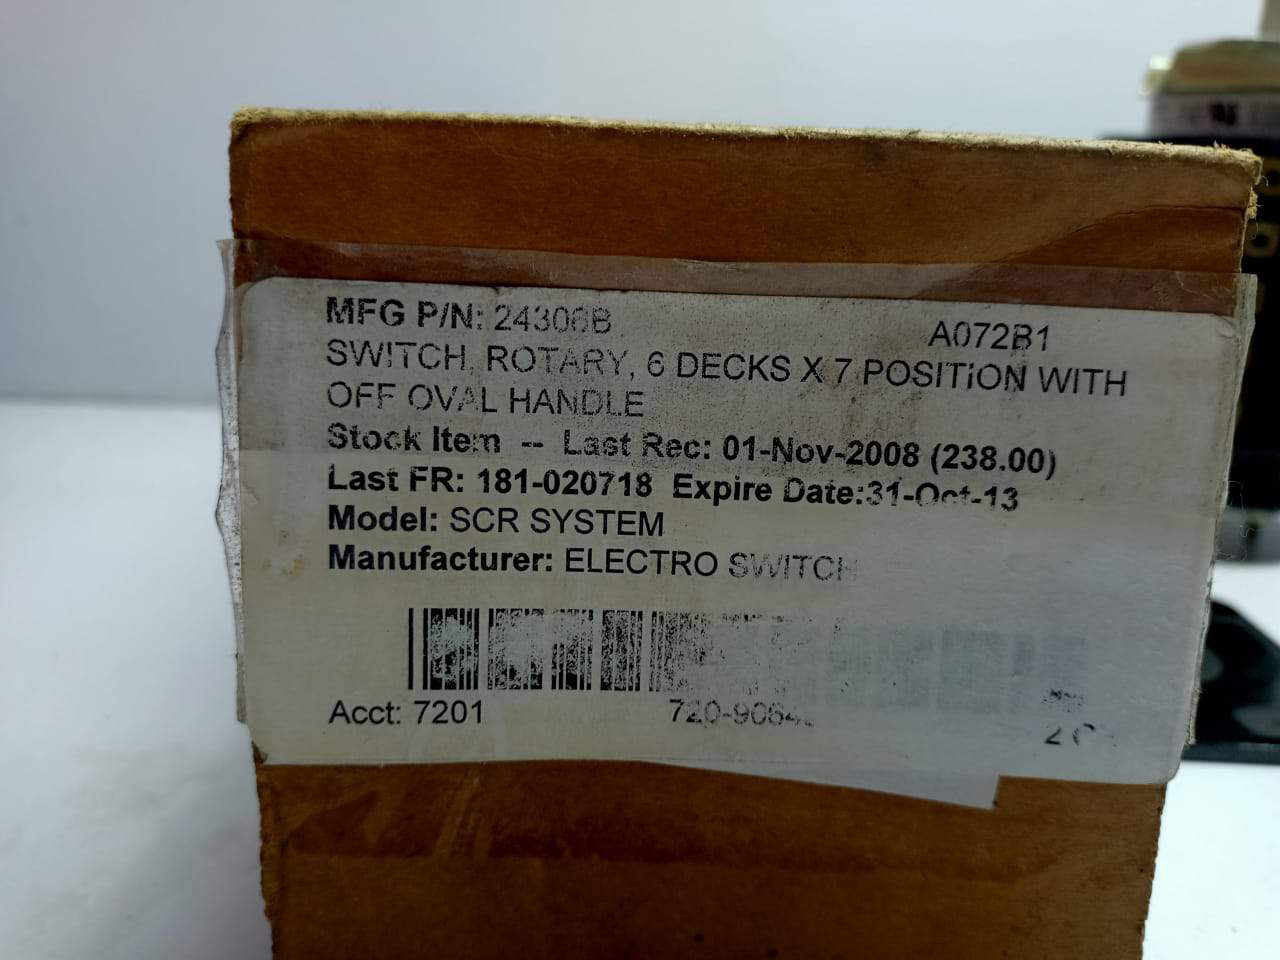 MFG P/N: 24306B A072B1
SWITCH, ROTARY, 6 DECKS X 7 POSITION WITH
OFF OVAL HANDLE
Stock Item -- Last Rec: 01-Nov-2008 (238.00)
Last FR: 181-020718 Expire Date:31-Oct-13
Model: SCR SYSTEM
Manufacturer: ELECTRO SWITCH
Acct: 7201